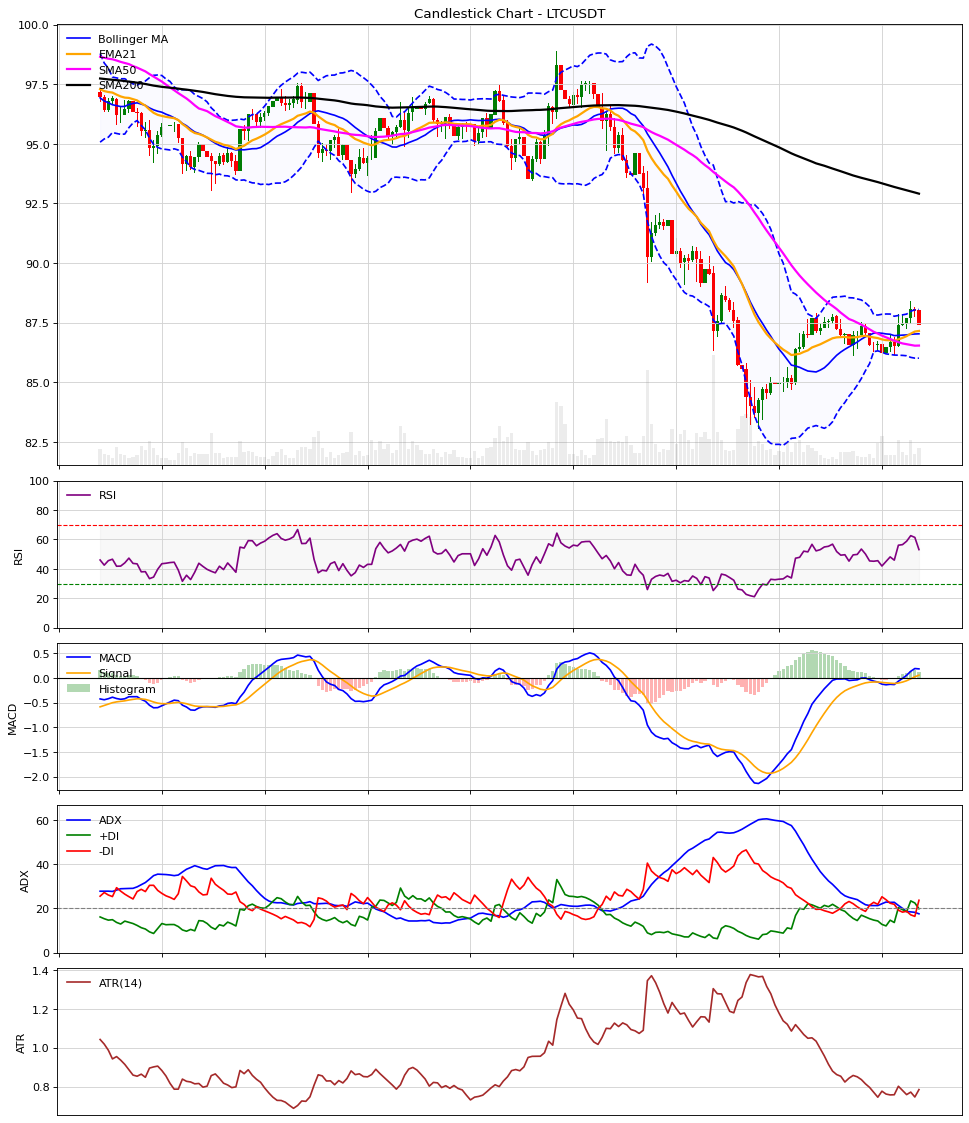 Candlestick Chart - LTCUSDT
100.0
97.5
95.0
92.5
90.0
87.5
85.0
82.5
Bollinger MA
EMA21
SMA50
SMA200
100
80
60
40
20
0
RSI
RSI
0.5
0.0
−0.5
−1.0
−1.5
−2.0
MACD
MACD
Signal
Histogram
60
40
20
0
ADX
ADX
+DI
-DI
1.4
1.2
1.0
0.8
ATR
ATR(14)